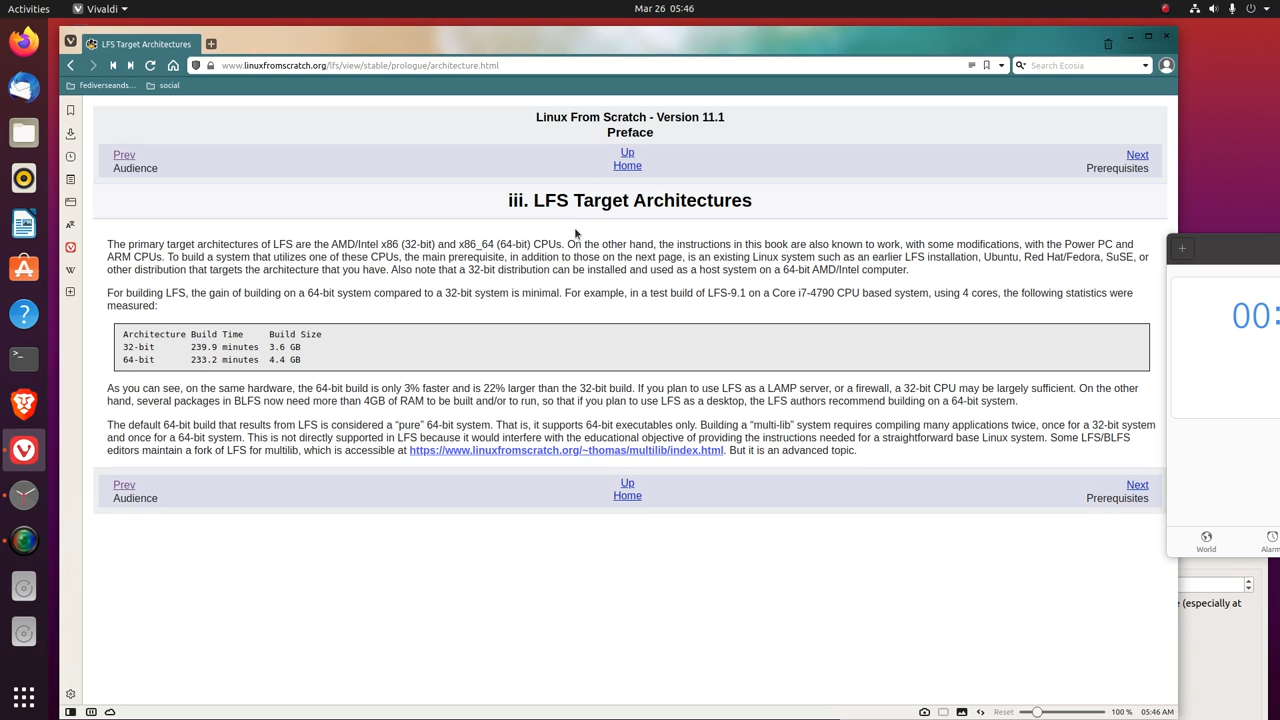 Activities
Vivaldi
Mar 26 05:46
LFS Target Architectures
www.linuxfromscratch.org/lfs/view/stable/prologue/architecture.html
Search Ecosia
fediverseands...
social
Linux From Scratch - Version 11.1
Preface
Prev
Up
Next
Audience
Home
Prerequisites
iii. LFS Target Architectures
The primary target architectures of LFS are the AMD/Intel x86 (32-bit) and x86_64 (64-bit) CPUs. On the other hand, the instructions in this book are also known to work, with some modifications, with the Power PC and
ARM CPUs. To build a system that utilizes one of these CPUs, the main prerequisite, in addition to those on the next page, is an existing Linux system such as an earlier LFS installation, Ubuntu, Red Hat/Fedora, SuSE, or
other distribution that targets the architecture that you have. Also note that a 32-bit distribution can be installed and used as a host system on a 64-bit AMD/Intel computer.
For building LFS, the gain of building on a 64-bit system compared to a 32-bit system is minimal. For example, in a test build of LFS-9.1 on a Core i7-4790 CPU based system, using 4 cores, the following statistics were
measured:
Architecture Build Time Build Size
32-bit 239.9 minutes 3.6 GB
64-bit 233.2 minutes 4.4 GB
As you can see, on the same hardware, the 64-bit build is only 3% faster and is 22% larger than the 32-bit build. If you plan to use LFS as a LAMP server, or a firewall, a 32-bit CPU may be largely sufficient. On the other
hand, several packages in BLFS now need more than 4GB of RAM to be built and/or to run, so that if you plan to use LFS as a desktop, the LFS authors recommend building on a 64-bit system.
The default 64-bit build that results from LFS is considered a “pure” 64-bit system. That is, it supports 64-bit executables only. Building a “multi-lib” system requires compiling many applications twice, once for a 32-bit system
and once for a 64-bit system. This is not directly supported in LFS because it would interfere with the educational objective of providing the instructions needed for a straightforward base Linux system. Some LFS/BLFS
editors maintain a fork of LFS for multilib, which is accessible at https://www.linuxfromscratch.org/~thomas/multilib/index.html. But it is an advanced topic.
Prev
Up
Next
Audience
Home
Prerequisites
00:
World
Alarm
e (especially at
Reset
100 %
05:46 AM